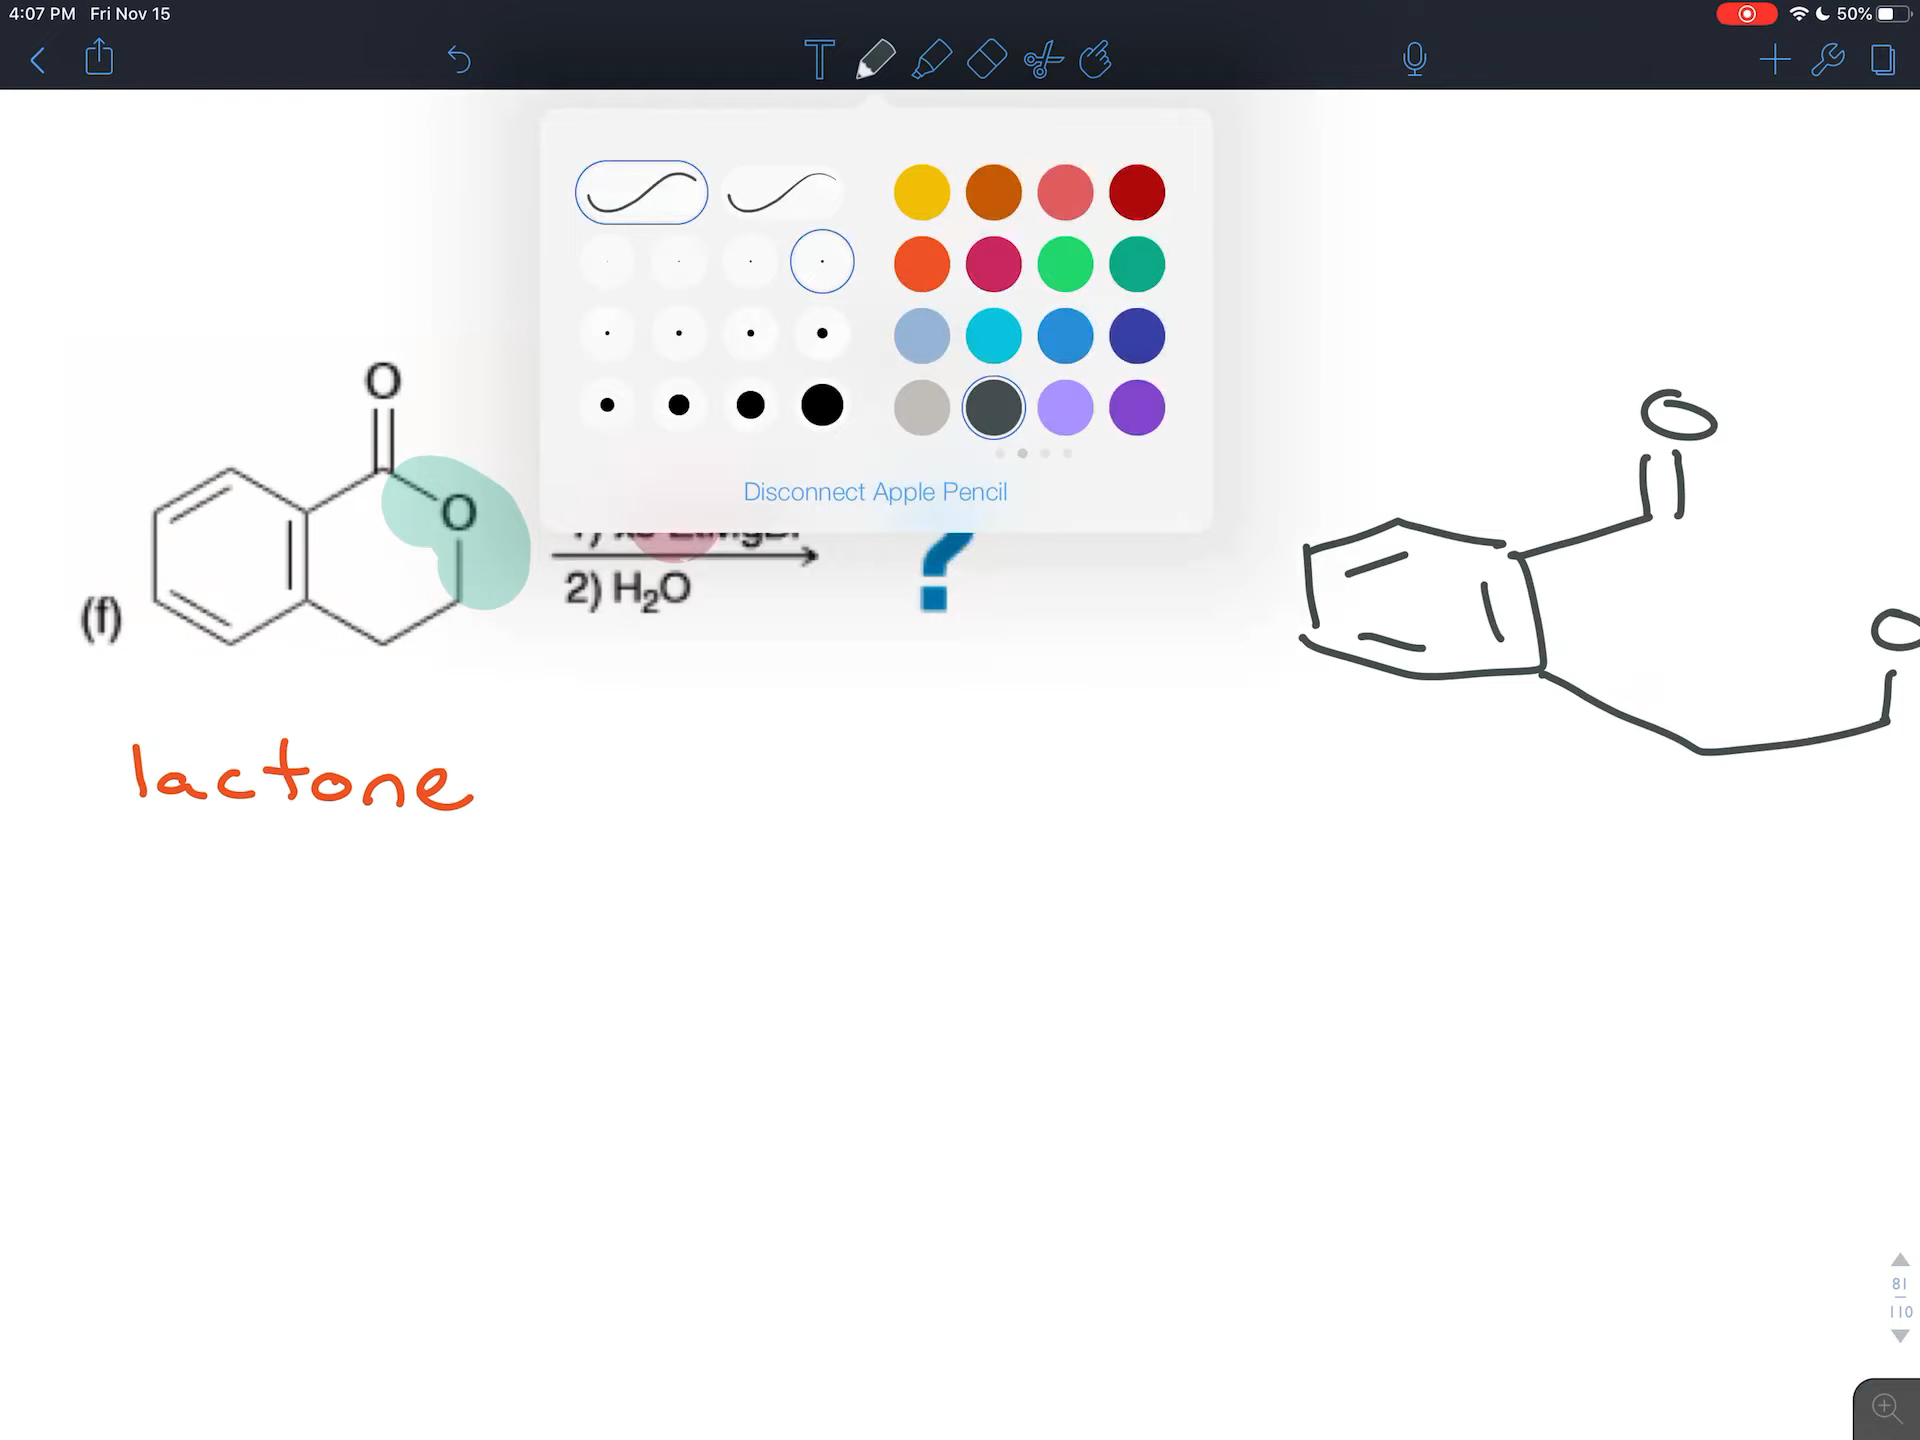 4:07 PM Fri Nov 15
50%
T
Disconnect Apple Pencil
O
O
2) H₂O
?
(f)
O
O
lactone
81
110